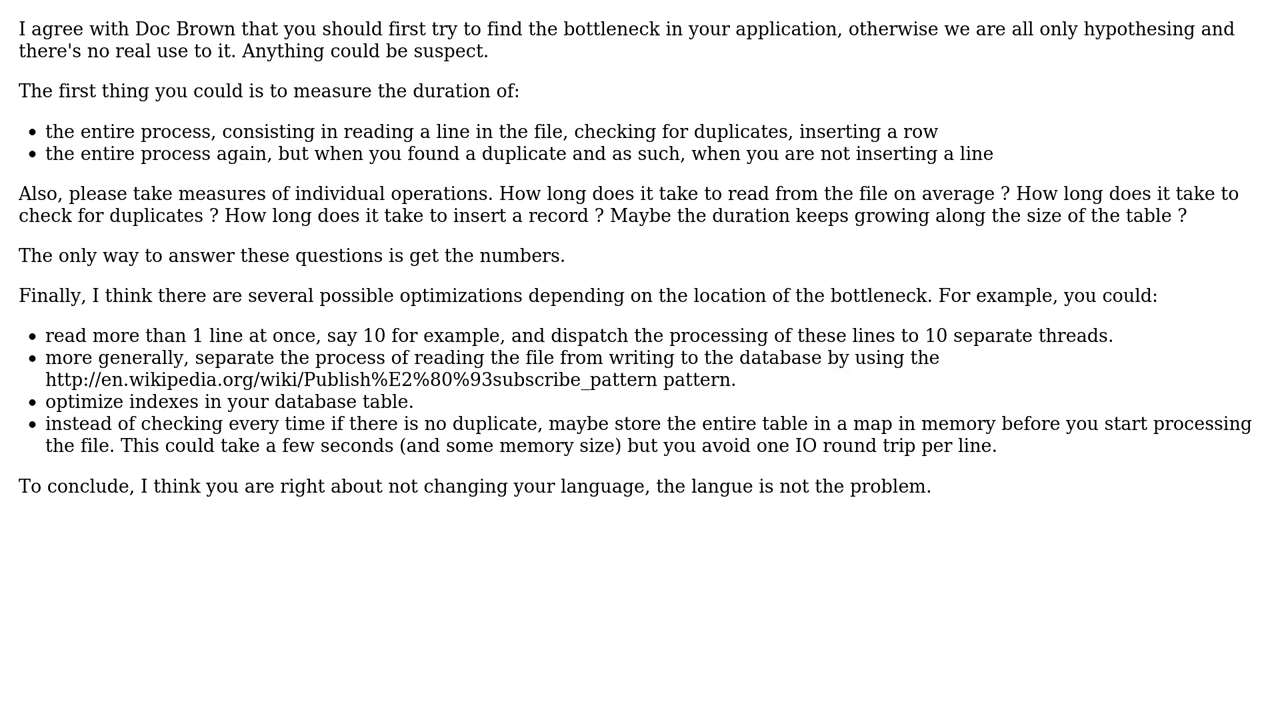 I agree with Doc Brown that you should first try to find the bottleneck in your application, otherwise we are all only hypothesing and
there's no real use to it. Anything could be suspect.
The first thing you could is to measure the duration of:
• the entire process, consisting in reading a line in the file, checking for duplicates, inserting a row
• the entire process again, but when you found a duplicate and as such, when you are not inserting a line
Also, please take measures of individual operations. How long does it take to read from the file on average ? How long does it take to
check for duplicates ? How long does it take to insert a record ? Maybe the duration keeps growing along the size of the table ?
The only way to answer these questions is get the numbers.
Finally, I think there are several possible optimizations depending on the location of the bottleneck. For example, you could:
• read more than 1 line at once, say 10 for example, and dispatch the processing of these lines to 10 separate threads.
• more generally, separate the process of reading the file from writing to the database by using the
http://en.wikipedia.org/wiki/Publish%E2%80%93subscribe_pattern pattern.
• optimize indexes in your database table.
• instead of checking every time if there is no duplicate, maybe store the entire table in a map in memory before you start processing
the file. This could take a few seconds (and some memory size) but you avoid one IO round trip per line.
To conclude, I think you are right about not changing your language, the langue is not the problem.